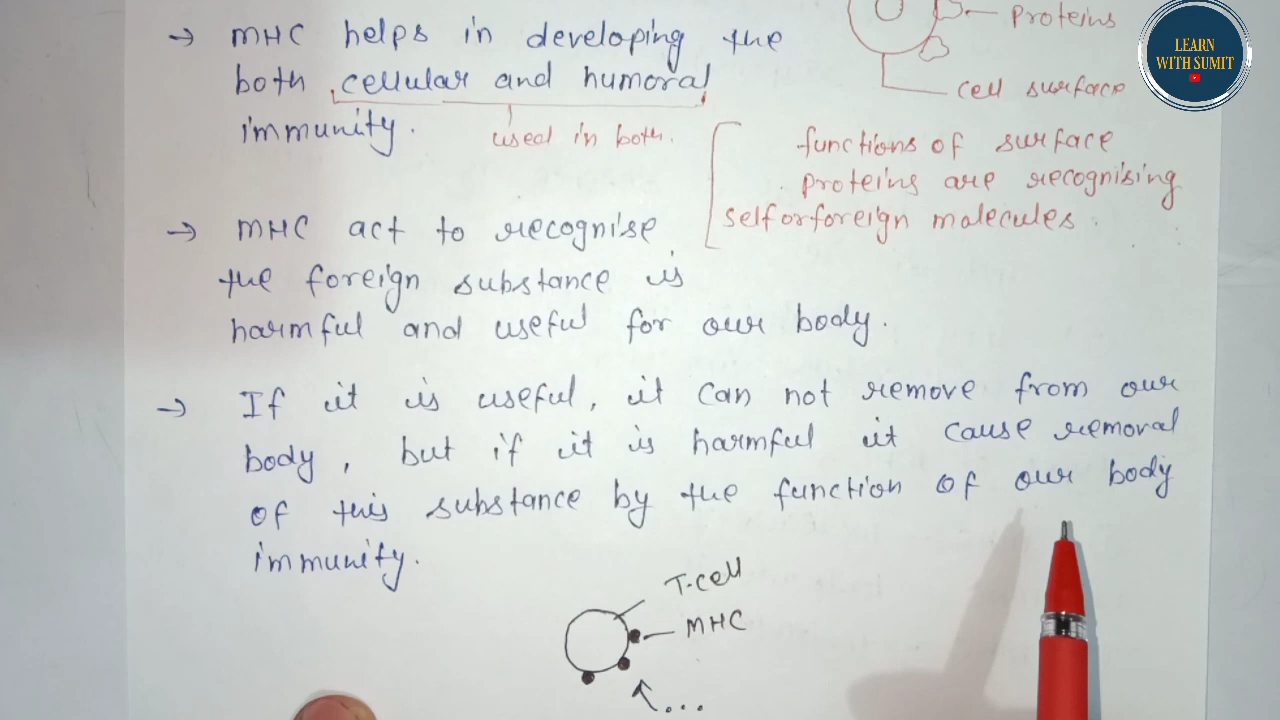 → MHC helps in developing the
both cellular and humoral
immunity.
used in both.
proteins
cell surface
functions of surface
proteins are recognising
self or foreign molecules.
→ MHC act to recognise
the foreign substance is
harmful and useful for our body.
→ If it is useful, it can not remove from our
body, but if it is harmful it cause removal
of this substance by the function of our body
immunity.
T-cell
MHC
LEARN
WITH SUMIT